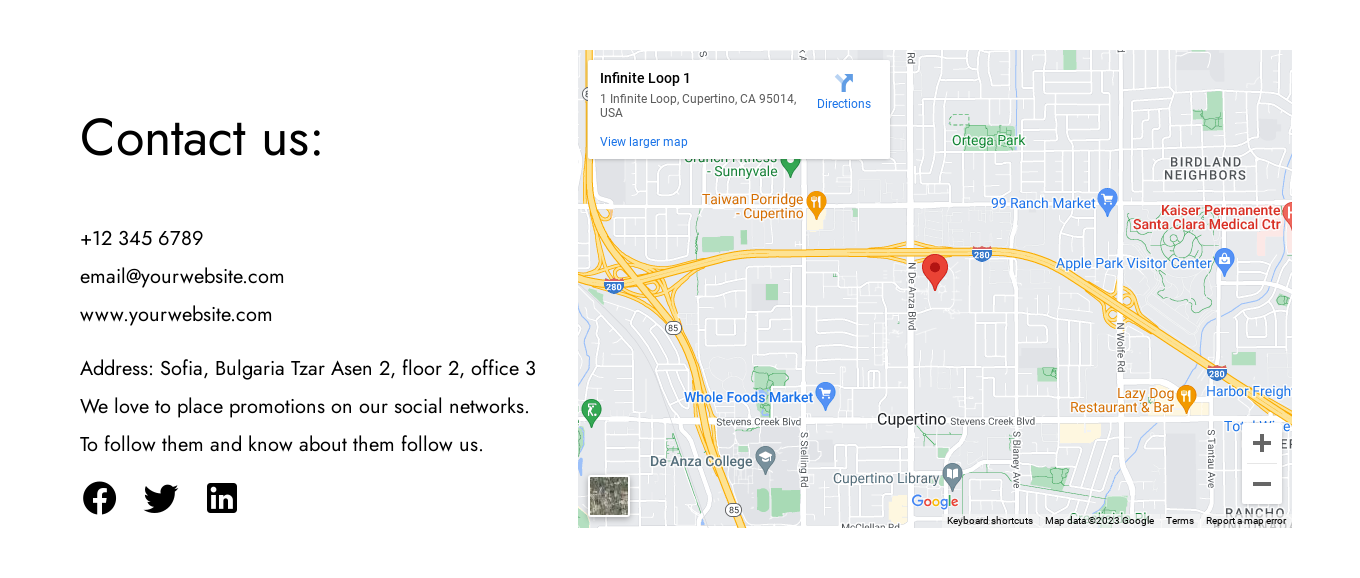 Contact us:
+12 345 6789
email@yourwebsite.com
www.yourwebsite.com
Address: Sofia, Bulgaria Tzar Asen 2, floor 2, office 3
We love to place promotions on our social networks.
To follow them and know about them follow us.
Infinite Loop 1
1 Infinite Loop, Cupertino, CA 95014,
USA
Directions
View larger map
Rd
- Sunnyvale
Ortega Park
BIRDLAND
NEIGHBORS
Taiwan Porridge
- Cupertino
99 Ranch Market
Kaiser Permanente
Santa Clara Medical Ctr
Apple Park Visitor Center
280
280
N De Anza Blvd
85
N Wolfe Rd
280
Whole Foods Market
Lazy Dog
Restaurant & Bar
Harbor Freight
Cupertino
Stevens Creek Blvd
Stevens Creek Blvd
S Stelling Rd
S Blaney Ave
S Tantau Ave
De Anza College
Cupertino Library
Google
85
McClellan Rd
RANCHO
Keyboard shortcuts
Map data ©2023 Google
Terms
Report a map error